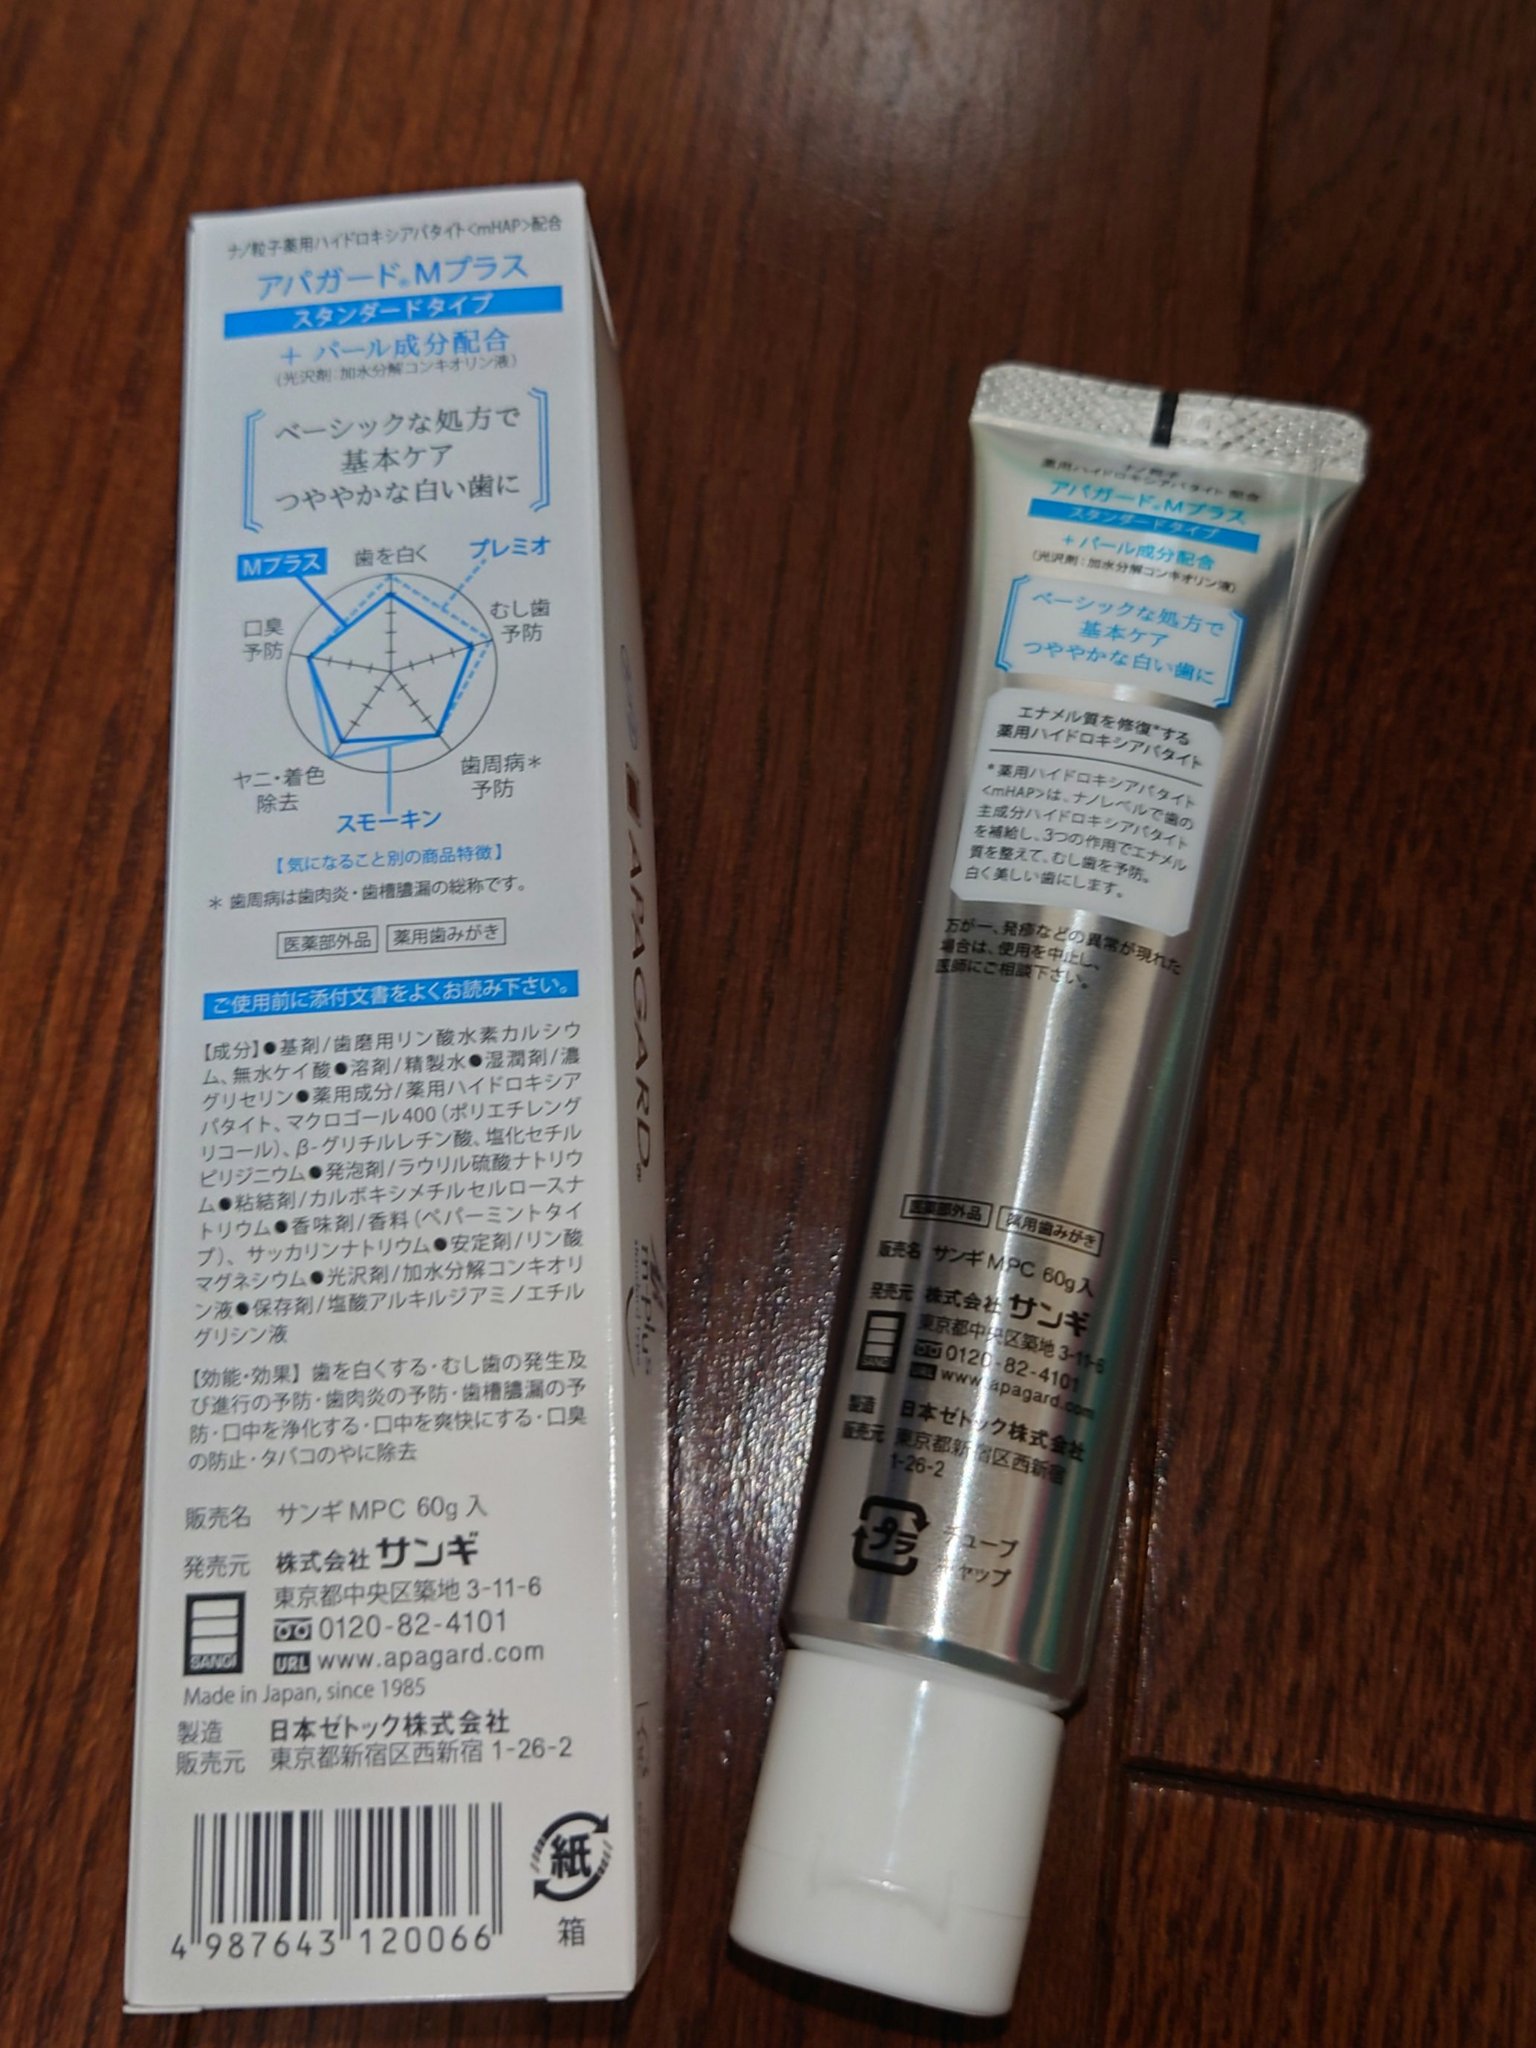 ナノ粒子薬用ハイドロキシアパタイト<mHAP>配合
アパガード®Mプラス
スタンダードタイプ
+ パール成分配合
(光沢剤:加水分解コンキオリン液)
ベーシックな処方で
基本ケア
つややかな白い歯に
Mプラス
歯を白く
プレミオ
口臭
予防
むし歯
予防
ヤニ・着色
除去
歯周病*
予防
スモーキン
【気になること別の商品特徴】
* 歯周病は歯肉炎・歯槽膿漏の総称です。
医薬部外品 薬用歯みがき
ご使用前に添付文書をよくお読み下さい。
【成分】●基剤/歯磨用リン酸水素カルシウ
ム、無水ケイ酸●溶剤/精製水●湿潤剤/濃
グリセリン●薬用成分/薬用ハイドロキシア
パタイト、マクロゴール400(ポリエチレング
リコール)、β-グリチルレチン酸、塩化セチル
ピリジニウム●発泡剤/ラウリル硫酸ナトリウ
ム●粘結剤/カルボキシメチルセルロースナ
トリウム●香味剤/香料(ペパーミントタイ
プ)、サッカリンナトリウム●安定剤/リン酸
マグネシウム●光沢剤/加水分解コンキオリ
ン液●保存剤/塩酸アルキルジアミノエチル
グリシン液
【効能・効果】歯を白くする・むし歯の発生及
び進行の予防・歯肉炎の予防・歯槽膿漏の予
防・口中を浄化する・口中を爽快にする・口臭
の防止・タバコのやに除去
販売名 サンギ MPC 60g 入
発売元 株式会社サンギ
東京都中央区築地 3-11-6
0120-82-4101
SANGI
URL www.apagard.com
Made in Japan, since 1985
製造 日本ゼトック株式会社
販売元 東京都新宿区西新宿 1-26-2
4 987643 120066
紙
箱
APAGARD®
m-plus
standard type
ナノ粒子
薬用ハイドロキシアパタイト配合
アパガード®Mプラス
スタンダードタイプ
+ パール成分配合
(光沢剤:加水分解コンキオリン液)
ベーシックな処方で
基本ケア
つややかな白い歯に
エナメル質を修復*する
薬用ハイドロキシアパタイト
*薬用ハイドロキシアパタイト
<mHAP>は、ナノレベルで歯の
主成分ハイドロキシアパタイト
を補給し、3つの作用でエナメル
質を整えて、むし歯を予防。
白く美しい歯にします。
万が一、発疹などの異常が現れた
場合は、使用を中止し、
医師にご相談下さい。
医薬部外品 薬用歯みがき
販売名 サンギ MPC 60g 入
発売元 株式会社サンギ
東京都中央区築地 3-11-6
0120-82-4101
SANGI
URL www.apagard.com
製造 日本ゼトック株式会社
販売元 東京都新宿区西新宿
1-26-2
プラ
チューブ
キャップ